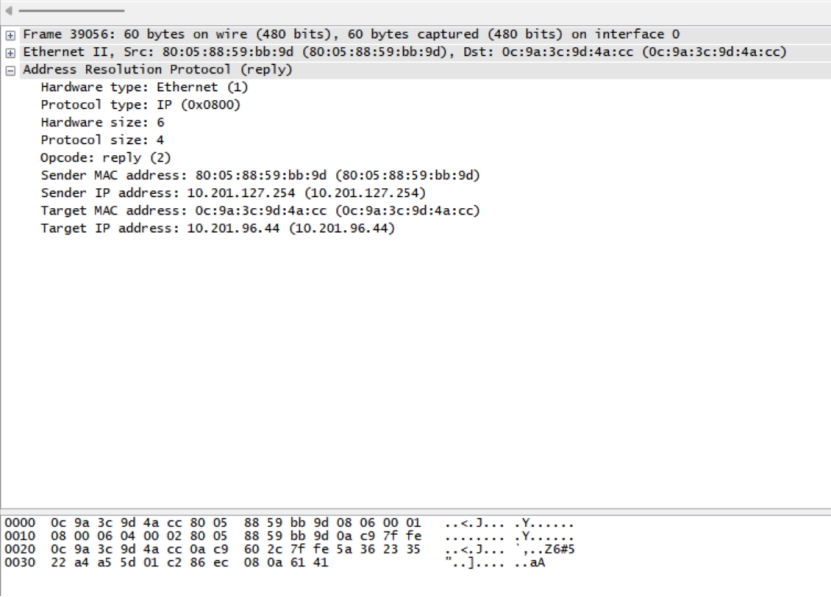 Frame 39056: 60 bytes on wire (480 bits), 60 bytes captured (480 bits) on interface 0
Ethernet II, Src: 80:05:88:59:bb:9d (80:05:88:59:bb:9d), Dst: 0c:9a:3c:9d:4a:cc (0c:9a:3c:9d:4a:cc)
Address Resolution Protocol (reply)
Hardware type: Ethernet (1)
Protocol type: IP (0x0800)
Hardware size: 6
Protocol size: 4
Opcode: reply (2)
Sender MAC address: 80:05:88:59:bb:9d (80:05:88:59:bb:9d)
Sender IP address: 10.201.127.254 (10.201.127.254)
Target MAC address: 0c:9a:3c:9d:4a:cc (0c:9a:3c:9d:4a:cc)
Target IP address: 10.201.96.44 (10.201.96.44)
0000 0c 9a 3c 9d 4a cc 80 05 88 59 bb 9d 08 06 00 01 ..<.J... .Y......
0010 08 00 06 04 00 02 80 05 88 59 bb 9d 0a c9 7f fe ........ .Y......
0020 0c 9a 3c 9d 4a cc 0a c9 60 2c 7f fe 5a 36 23 35 ..<.J... `,..Z6#5
0030 22 a4 a5 5d 01 c2 86 ec 08 0a 61 41 "..].... ..aA